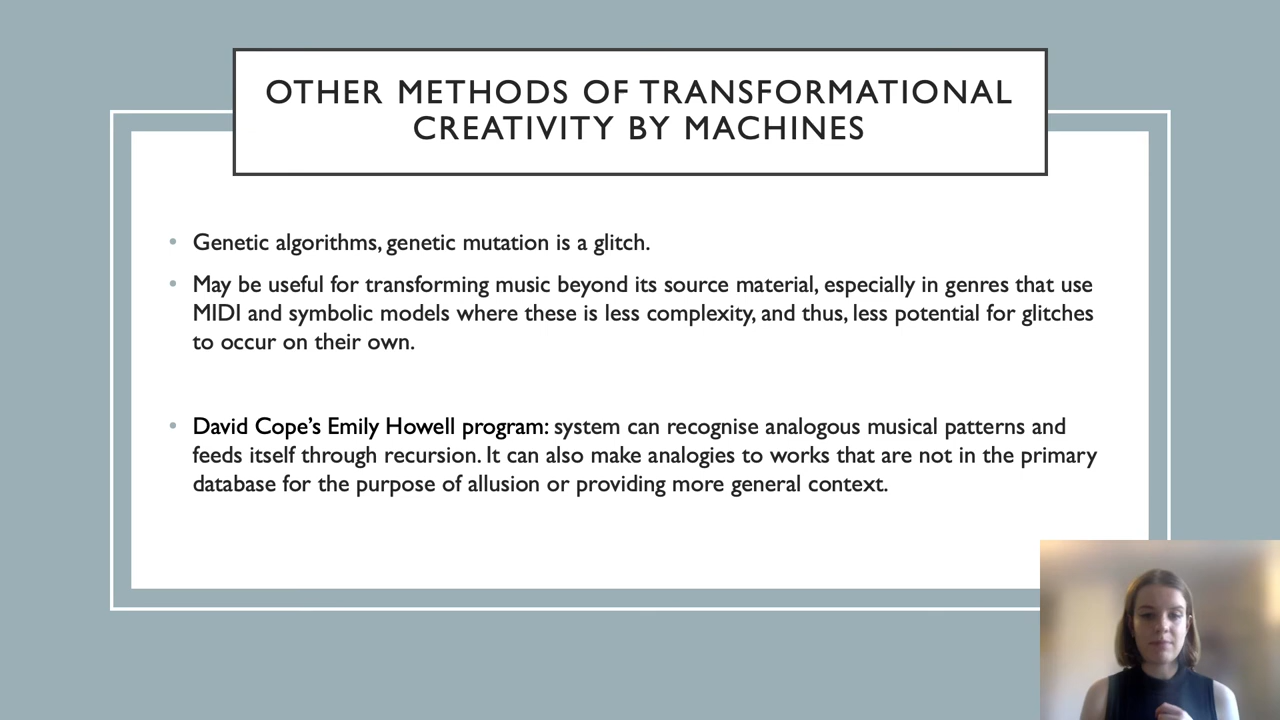 OTHER METHODS OF TRANSFORMATIONAL
CREATIVITY BY MACHINES
• Genetic algorithms, genetic mutation is a glitch.
• May be useful for transforming music beyond its source material, especially in genres that use
MIDI and symbolic models where these is less complexity, and thus, less potential for glitches
to occur on their own.
• David Cope's Emily Howell program: system can recognise analogous musical patterns and
feeds itself through recursion. It can also make analogies to works that are not in the primary
database for the purpose of allusion or providing more general context.